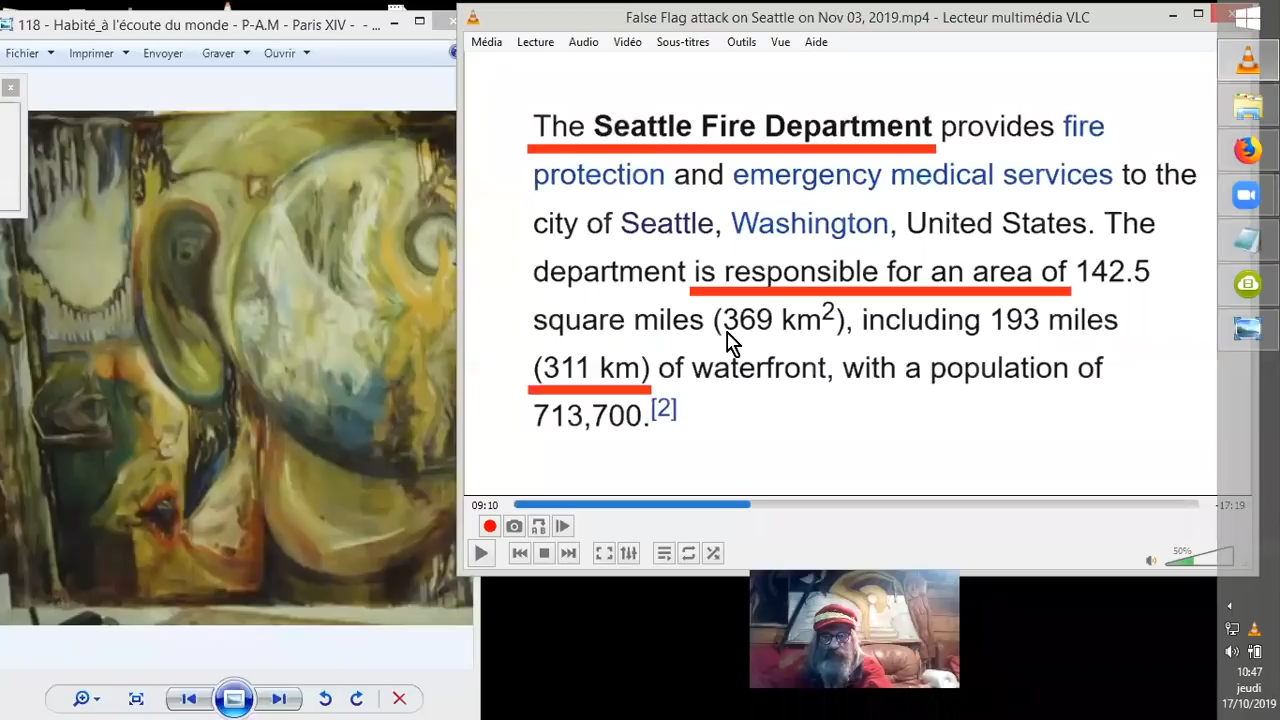 118 - Habité_à l'écoute du monde - P-A-M - Paris XIV - ...
Fichier Imprimer Envoyer Graver Ouvrir
False Flag attack on Seattle on Nov 03, 2019.mp4 - Lecteur multimédia VLC
Média Lecture Audio Vidéo Sous-titres Outils Vue Aide
The Seattle Fire Department provides fire
protection and emergency medical services to the
city of Seattle, Washington, United States. The
department is responsible for an area of 142.5
square miles (369 km2), including 193 miles
(311 km) of waterfront, with a population of
713,700.[2]
09:10
-17:19
50%
10:47
jeudi
17/10/2019